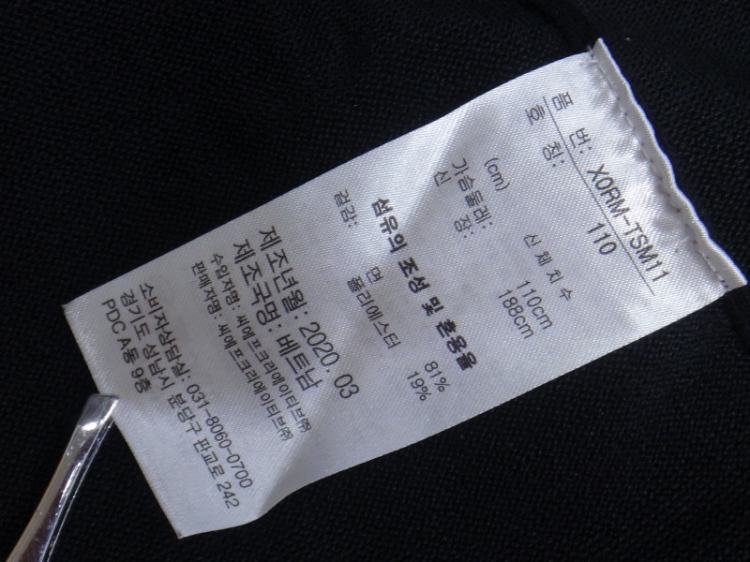 품 번: X0RM-TSM11
호 칭: 110
(cm) 신 체 치 수
가슴둘레: 110cm
신 장: 188cm
섬유의 조성 및 혼용율
겉감: 면 81%
폴리에스터 19%
제조년월: 2020. 03
제조국명: 베트남
수입자명: 씨에프크리에이티브㈜
판매자명: 씨에프크리에이티브㈜
소비자상담실: 031-8060-0700
경기도 성남시 분당구 판교로 242
PDC A동 9층